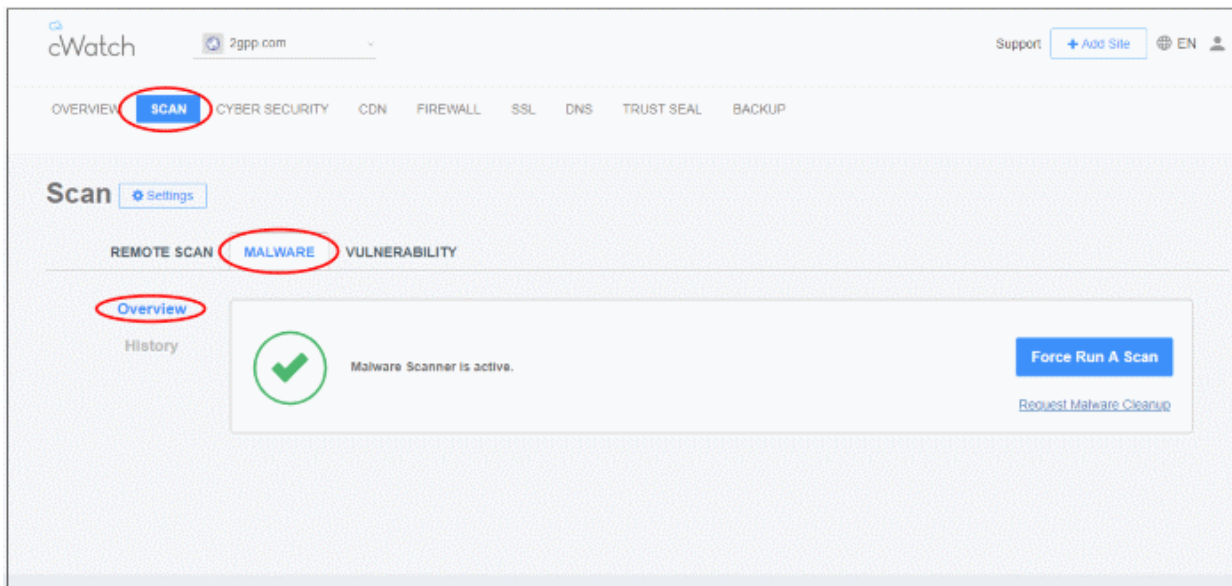 cWatch
2gpp.com
Support
Add Site
EN
OVERVIEW SCAN CYBER SECURITY CDN FIREWALL SSL DNS TRUST SEAL BACKUP
Scan
Settings
REMOTE SCAN MALWARE VULNERABILITY
Overview
History
Malware Scanner is active.
Force Run A Scan
Request Malware Cleanup